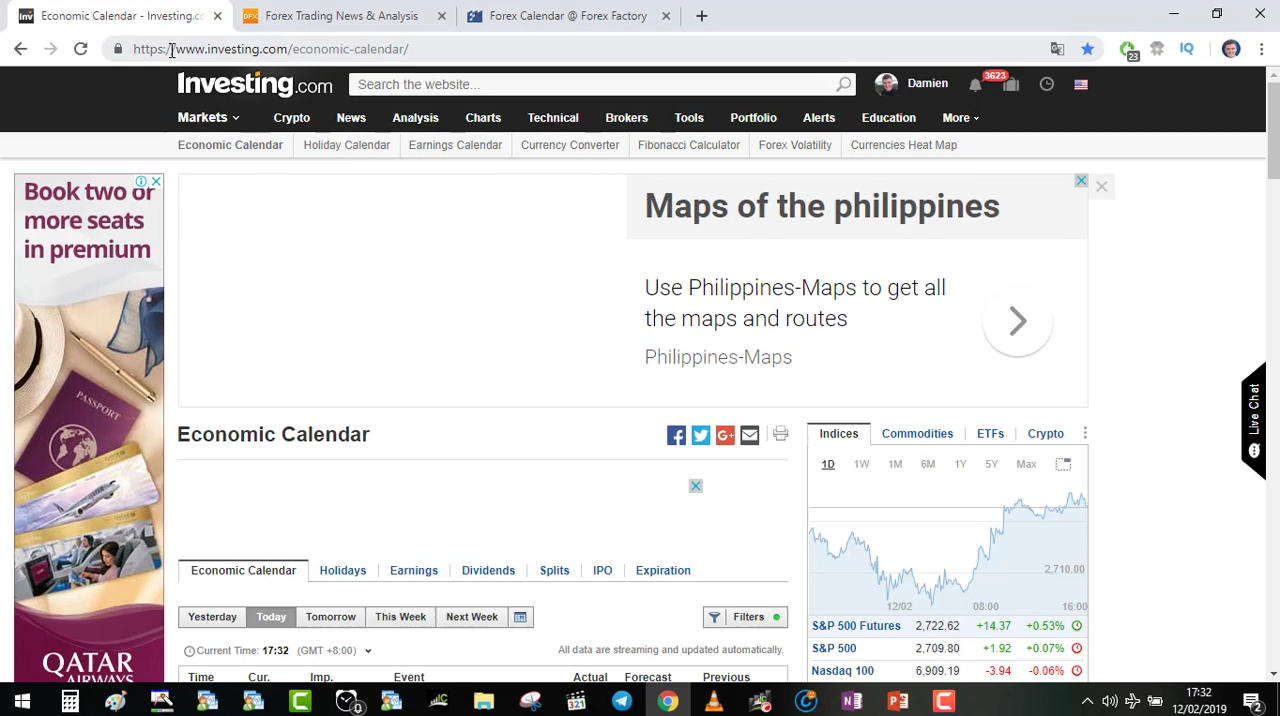 Economic Calendar - Investing.co
Forex Trading News & Analysis
Forex Calendar @ Forex Factory
https://www.investing.com/economic-calendar/
23
IQ
Investing.com
Search the website...
Damien
3623
Markets
Crypto
News
Analysis
Charts
Technical
Brokers
Tools
Portfolio
Alerts
Education
More
Economic Calendar
Holiday Calendar
Earnings Calendar
Currency Converter
Fibonacci Calculator
Forex Volatility
Currencies Heat Map
Book two or
more seats
in premium
PASSPORT
QATAR
AIRWAYS
Maps of the philippines
Use Philippines-Maps to get all
the maps and routes
Philippines-Maps
Live Chat
Economic Calendar
Economic Calendar
Holidays
Earnings
Dividends
Splits
IPO
Expiration
Yesterday
Today
Tomorrow
This Week
Next Week
Filters
Current Time: 17:32 (GMT +8:00)
All data are streaming and updated automatically.
Time
Cur.
Imp.
Event
Actual
Forecast
Previous
Indices
Commodities
ETFs
Crypto
1D
1W
1M
6M
1Y
5Y
Max
2,710.00
12/02
08:00
16:00
S&P 500 Futures 2,722.62 +14.37 +0.53%
S&P 500 2,709.80 +1.92 +0.07%
Nasdaq 100 6,909.19 -3.94 -0.06%
321
17:32
12/02/2019
2